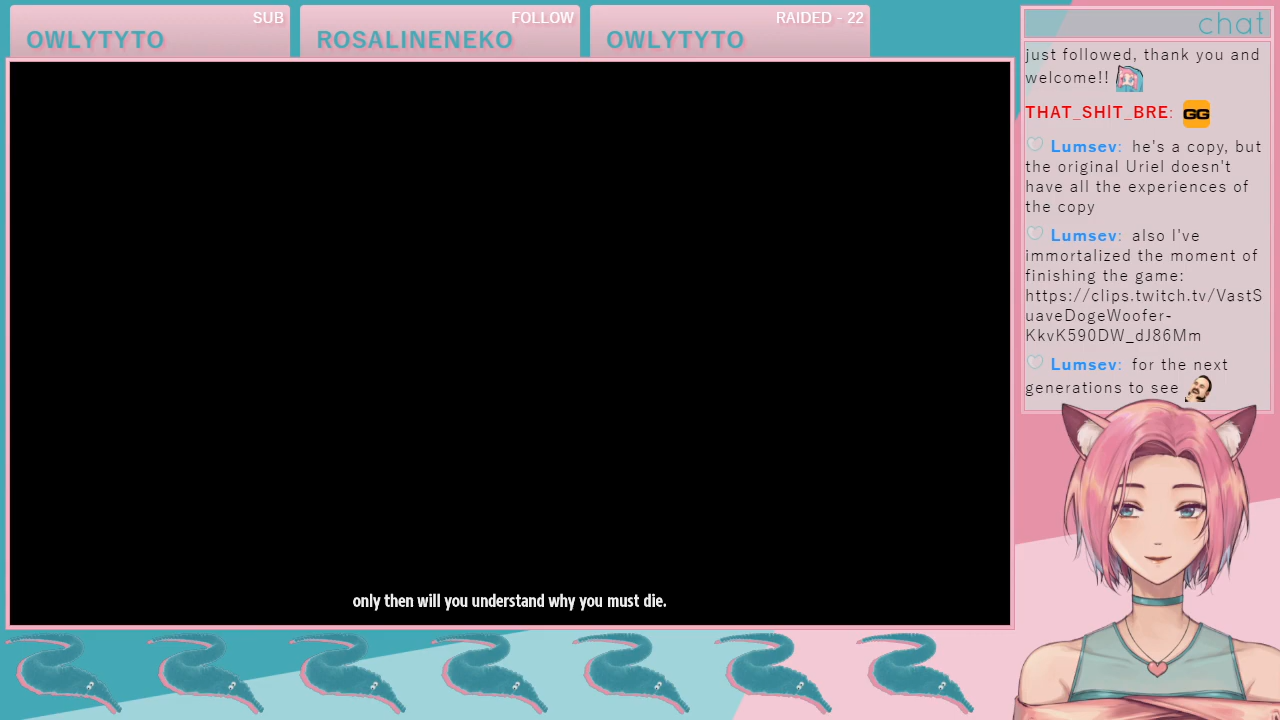 SUB
OWLYTYTO
FOLLOW
ROSALINENEKO
RAIDED - 22
OWLYTYTO
chat
just followed, thank you and
welcome!!
THAT_SH!T_BRE: GG
Lumsev: he's a copy, but
the original Uriel doesn't
have all the experiences of
the copy
Lumsev: also I've
immortalized the moment of
finishing the game:
https://clips.twitch.tv/VastS
uaveDogeWoofer-
KkvK590DW_dJ86Mm
Lumsev: for the next
generations to see
only then will you understand why you must die.